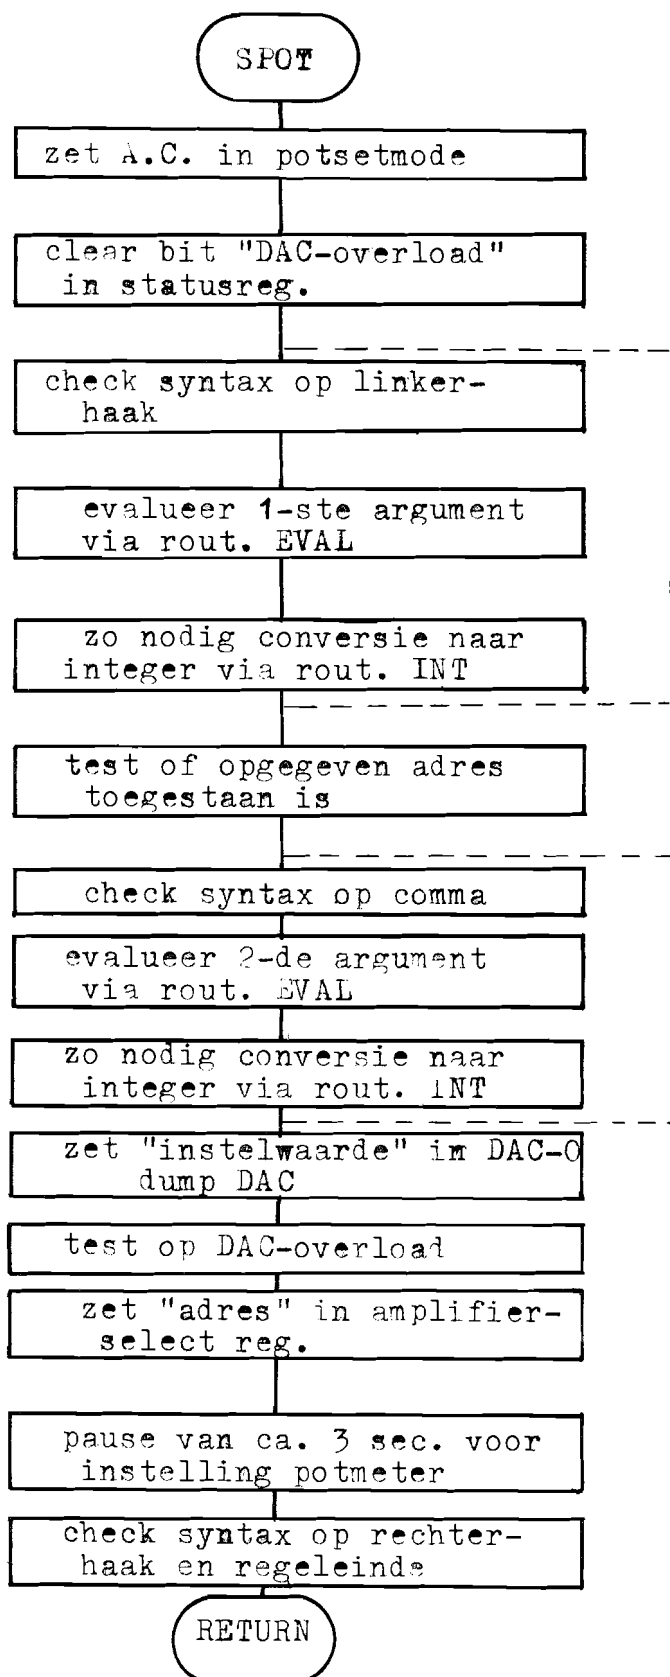 SPOT
zet A.C. in potsetmode
clear bit "DAC-overload"
in statusreg.
check syntax op linker-
haak
evalueer 1-ste argument
via rout. EVAL
zo nodig conversie naar
integer via rout. INT
test of opgegeven adres
toegestaan is
check syntax op comma
evalueer 2-de argument
via rout. EVAL
zo nodig conversie naar
integer via rout. INT
zet "instelwaarde" in DAC-0
dump DAC
test op DAC-overload
zet "adres" in amplifier-
select reg.
pause van ca. 3 sec. voor
instelling potmeter
check syntax op rechter-
haak en regeleinde
RETURN